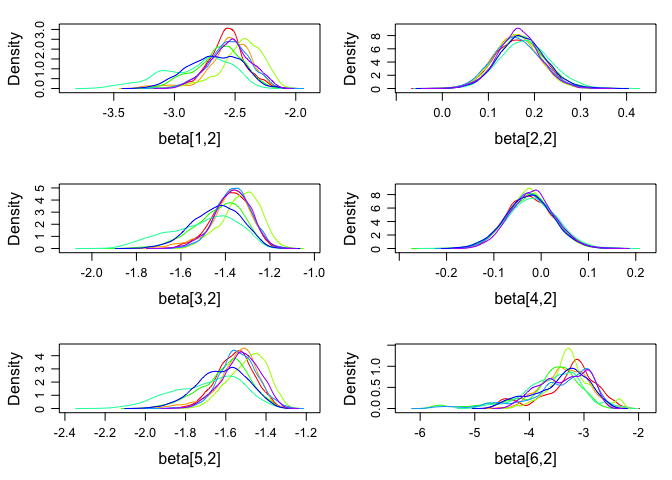 Density
0.0 1.0 2.0 3.0
-3.5 -3.0 -2.5 -2.0
beta[1,2]
Density
0 2 4 6 8
0.0 0.1 0.2 0.3 0.4
beta[2,2]
Density
0 1 2 3 4 5
-2.0 -1.8 -1.6 -1.4 -1.2 -1.0
beta[3,2]
Density
0 2 4 6 8
-0.2 -0.1 0.0 0.1 0.2
beta[4,2]
Density
0 1 2 3 4
-2.4 -2.2 -2.0 -1.8 -1.6 -1.4 -1.2
beta[5,2]
Density
0.0 0.5 1.0
-6 -5 -4 -3 -2
beta[6,2]